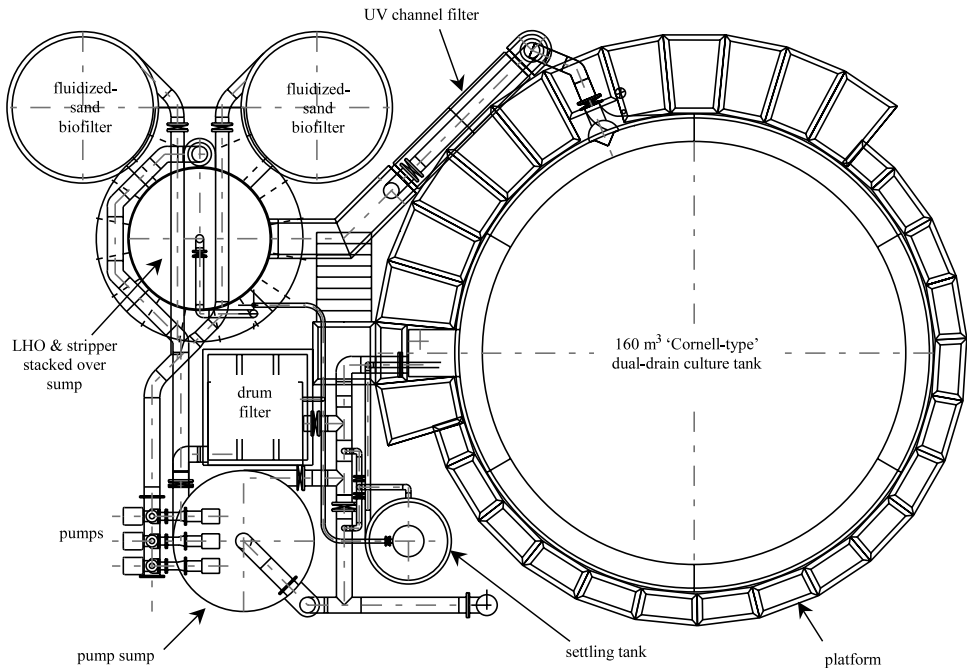 UV channel filter
fluidized-
sand
biofilter
fluidized-
sand
biofilter
LHO & stripper
stacked over
sump
160 m³ ‘Cornell-type’
dual-drain culture tank
drum
filter
pumps
pump sump
settling tank
platform